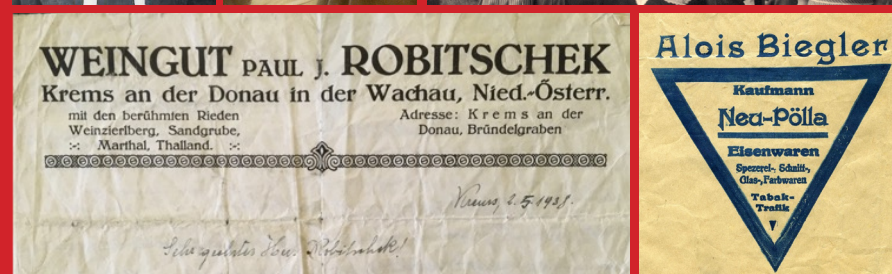 WEINGUT PAUL J. ROBITSCHEK
Krems an der Donau in der Wachau, Nied.-Österr.
mit den berühmten Rieden
Weinzierlberg, Sandgrube,
:-: Marthal, Thalland. :-:
Adresse: Krems an der
Donau, Bründelgraben
Krems, 2.5.1938.
Sehr geehrter Herr Robitschek!
Alois Biegler
Kaufmann
Neu-Pölla
Eisenwaren
Spezerei-, Schnitt-,
Glas-, Farbwaren
Tabak-
Trafik